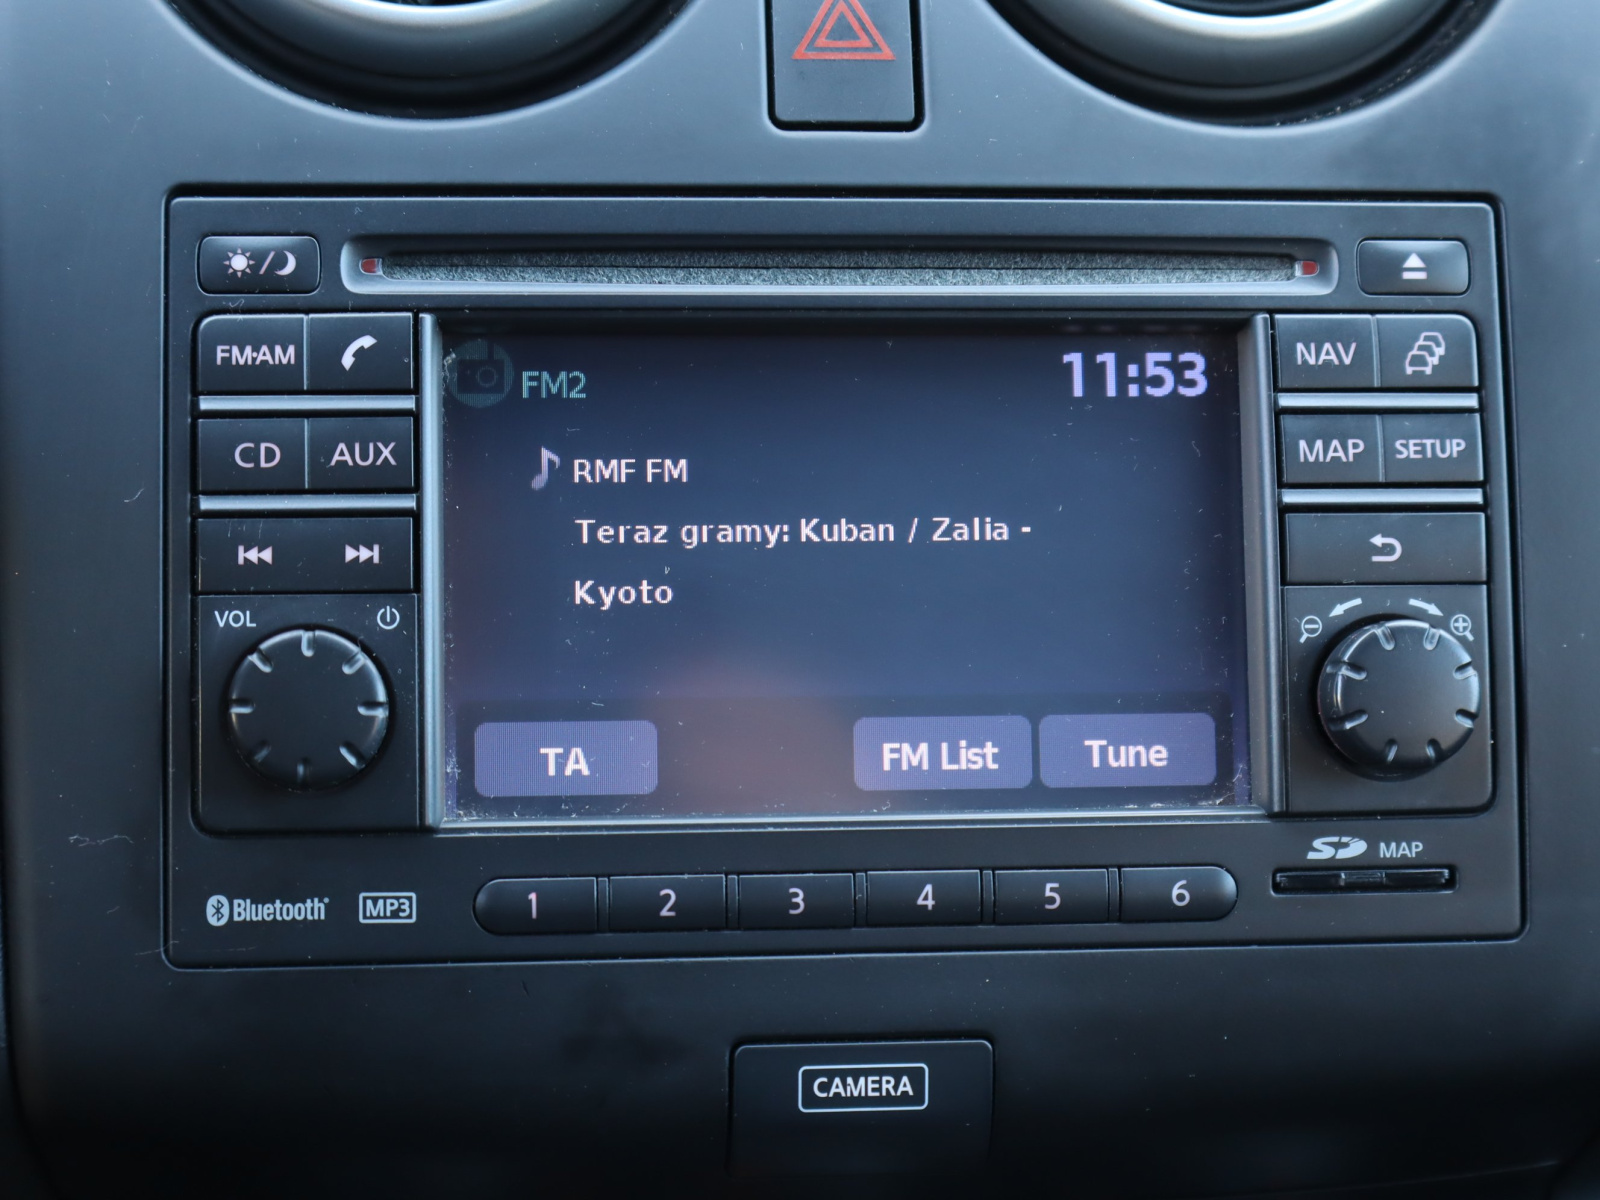 FM·AM
CD
AUX
VOL
FM2
11:53
RMF FM
Teraz gramy: Kuban / Zalia -
Kyoto
TA
FM List
Tune
NAV
MAP
SETUP
Bluetooth
MP3
1
2
3
4
5
6
SD
MAP
CAMERA